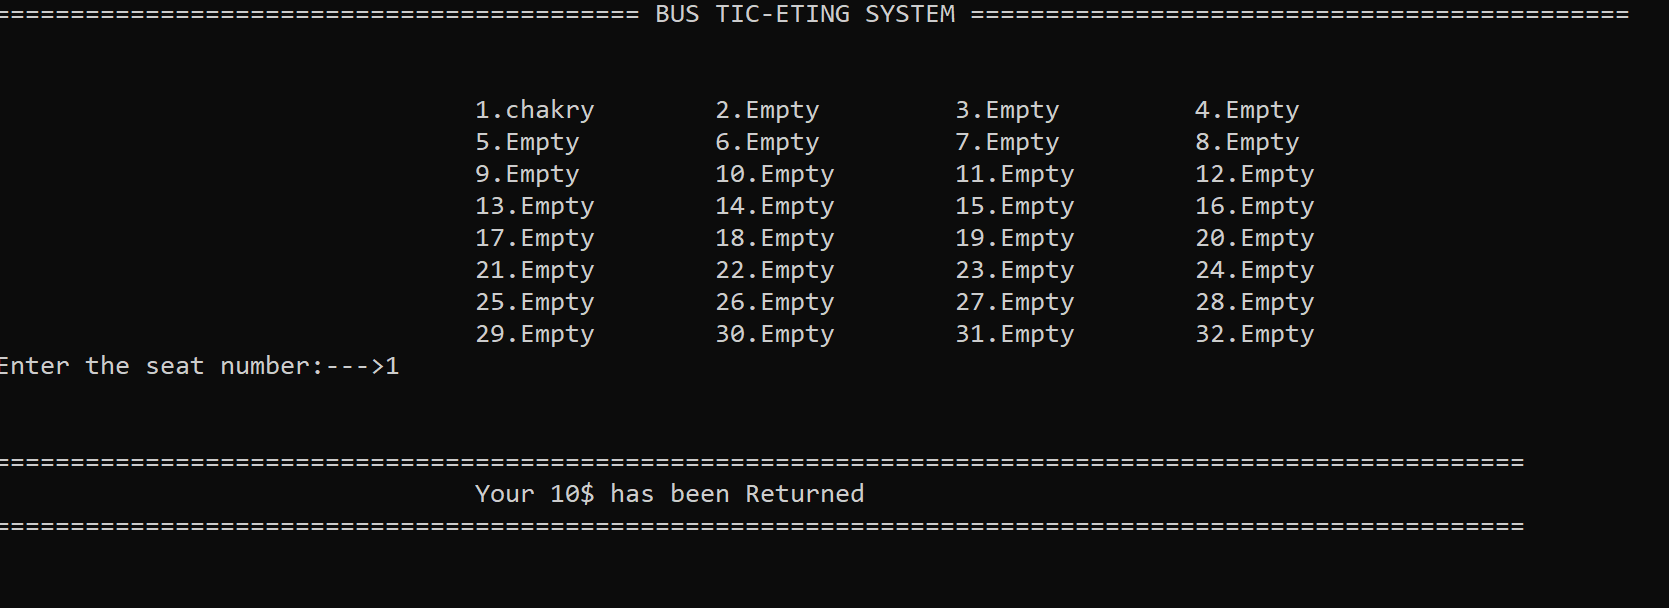 =========================================== BUS TIC-ETING SYSTEM ============================================
1.chakry 2.Empty 3.Empty 4.Empty
5.Empty 6.Empty 7.Empty 8.Empty
9.Empty 10.Empty 11.Empty 12.Empty
13.Empty 14.Empty 15.Empty 16.Empty
17.Empty 18.Empty 19.Empty 20.Empty
21.Empty 22.Empty 23.Empty 24.Empty
25.Empty 26.Empty 27.Empty 28.Empty
29.Empty 30.Empty 31.Empty 32.Empty
Enter the seat number:--->1
======================================================================================================
Your 10$ has been Returned
======================================================================================================